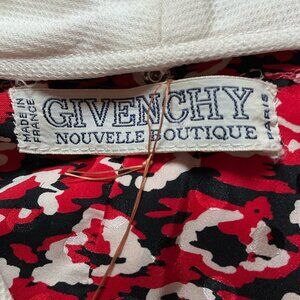 MADE IN
FRANCE
GIVENCHY
NOUVELLE BOUTIQUE
PARIS